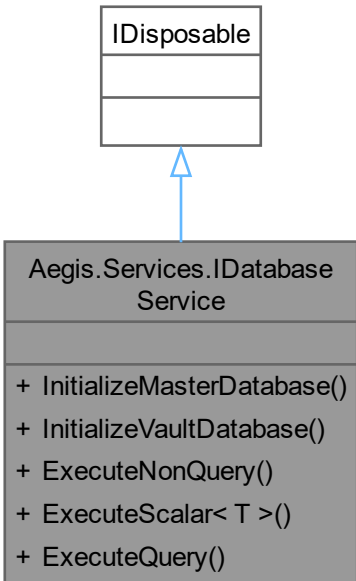 IDisposable
Aegis.Services.IDatabase
Service
+ InitializeMasterDatabase()
+ InitializeVaultDatabase()
+ ExecuteNonQuery()
+ ExecuteScalar< T >()
+ ExecuteQuery()